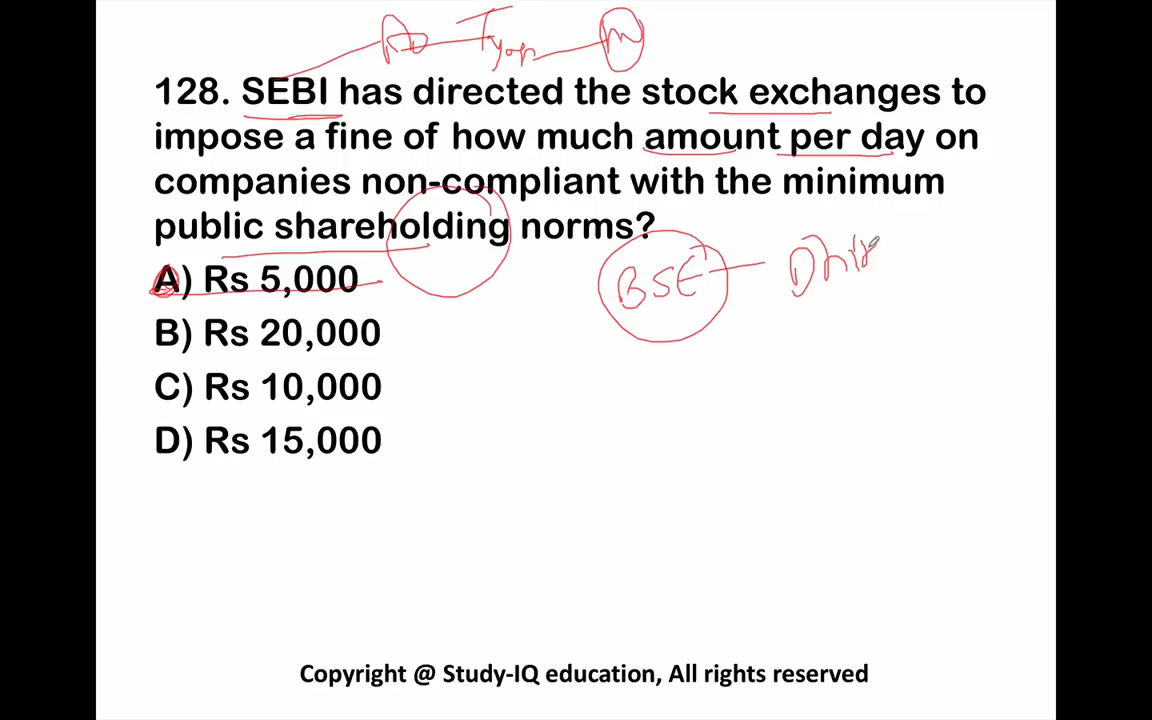 128. SEBI has directed the stock exchanges to
impose a fine of how much amount per day on
companies non-compliant with the minimum
public shareholding norms?
A) Rs 5,000
BSE
B) Rs 20,000
C) Rs 10,000
D) Rs 15,000
Copyright @ Study-IQ education, All rights reserved